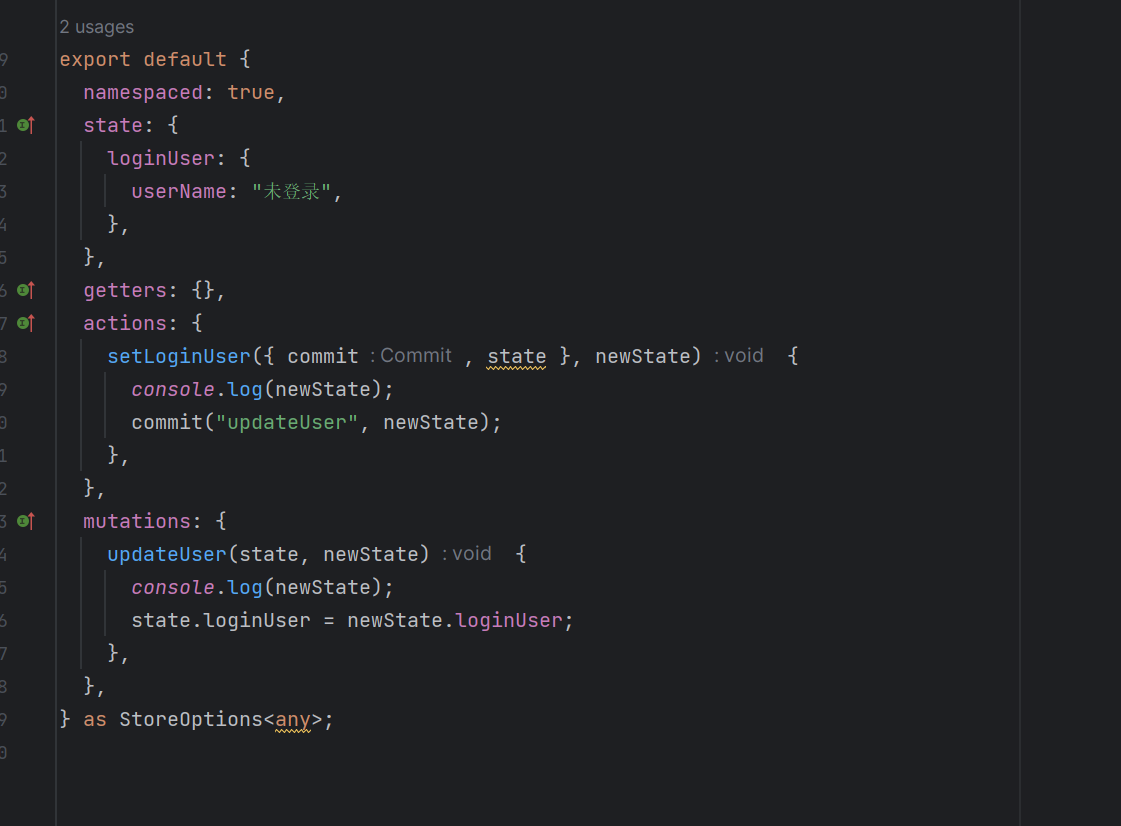 2 usages
9 export default {
0 namespaced: true,
1 state: {
2 loginUser: {
3 userName: "未登录",
4 },
5 },
6 getters: {},
7 actions: {
8 setLoginUser({ commit : Commit , state }, newState) : void {
9 console.log(newState);
0 commit("updateUser", newState);
1 },
2 },
3 mutations: {
4 updateUser(state, newState) : void {
5 console.log(newState);
6 state.loginUser = newState.loginUser;
7 },
8 },
9 } as StoreOptions<any>;
0